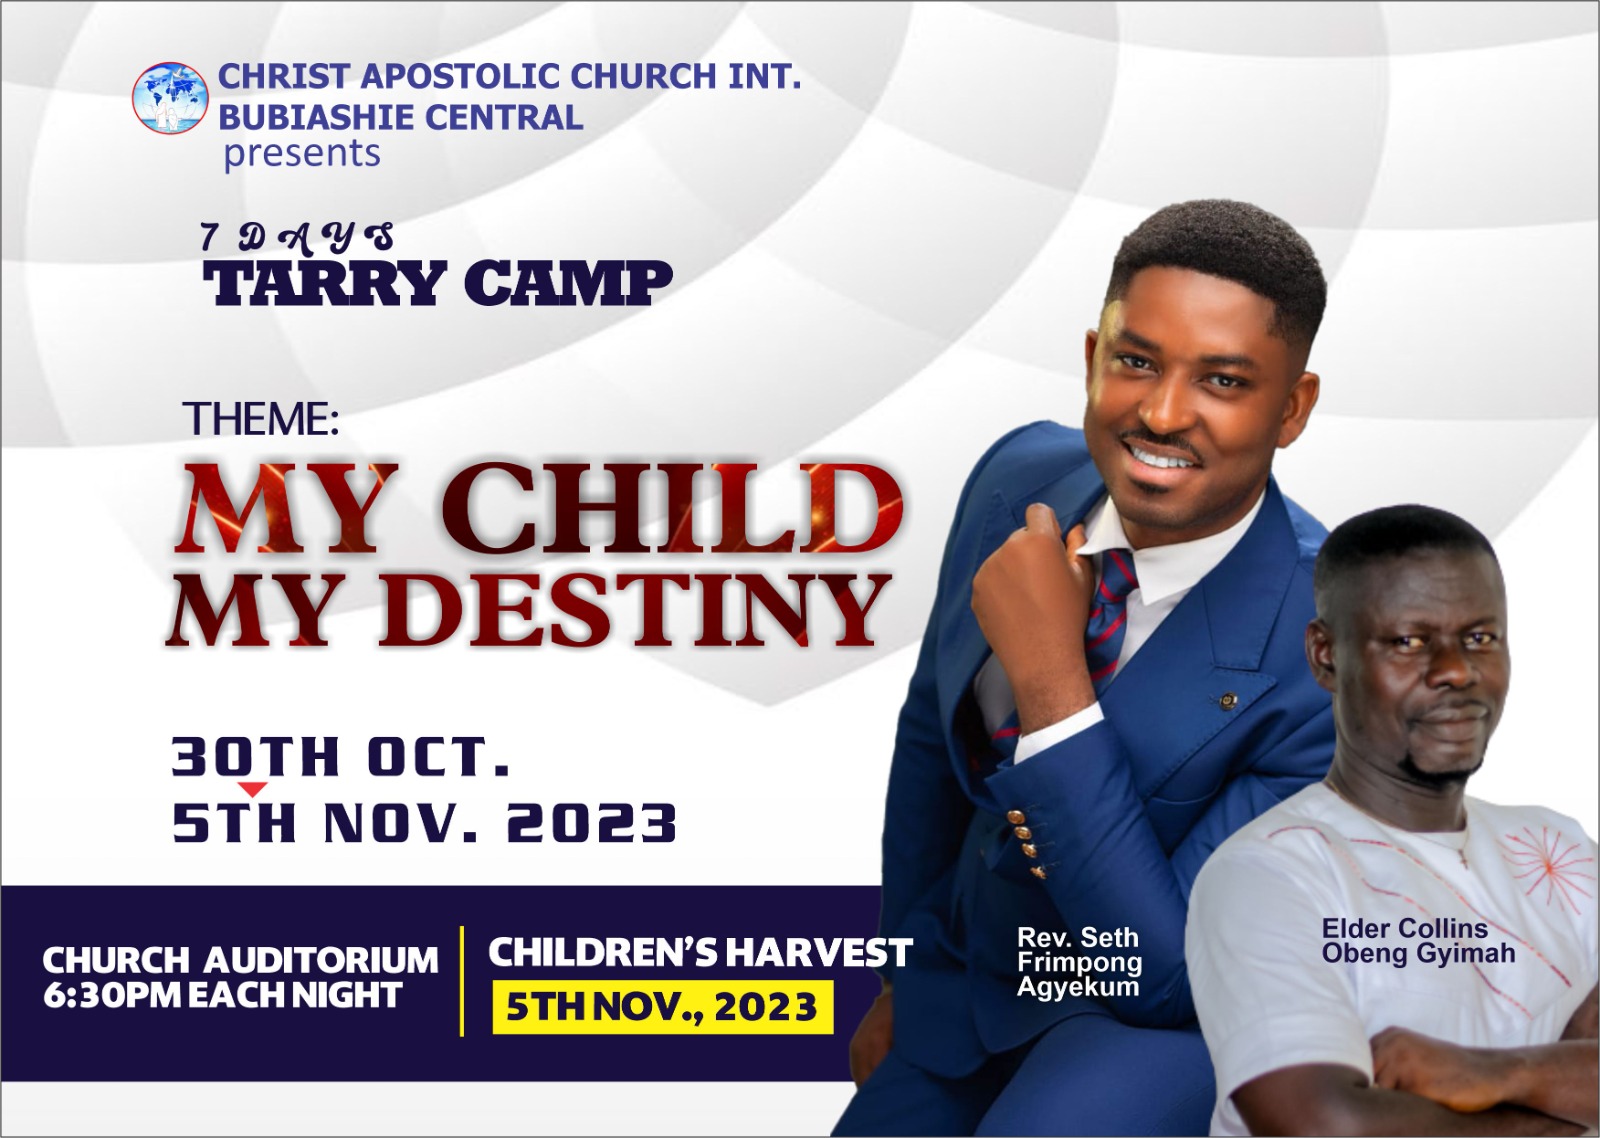 CHRIST APOSTOLIC CHURCH INT.
BUBIASHIE CENTRAL
presents
7 DAYS
TARRY CAMP
THEME:
MY CHILD
MY DESTINY
30TH OCT.
5TH NOV. 2023
CHURCH AUDITORIUM
6:30PM EACH NIGHT
CHILDREN'S HARVEST
5TH NOV., 2023
Rev. Seth
Frimpong
Agyekum
Elder Collins
Obeng Gyimah